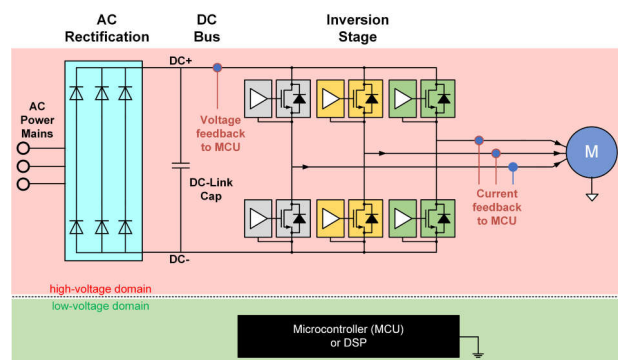 AC
Rectification
DC
Bus
Inversion
Stage
DC+
AC
Power
Mains
Voltage
feedback
to MCU
DC-Link
Cap
M
Current
feedback
to MCU
DC-
high-voltage domain
low-voltage domain
Microcontroller (MCU)
or DSP